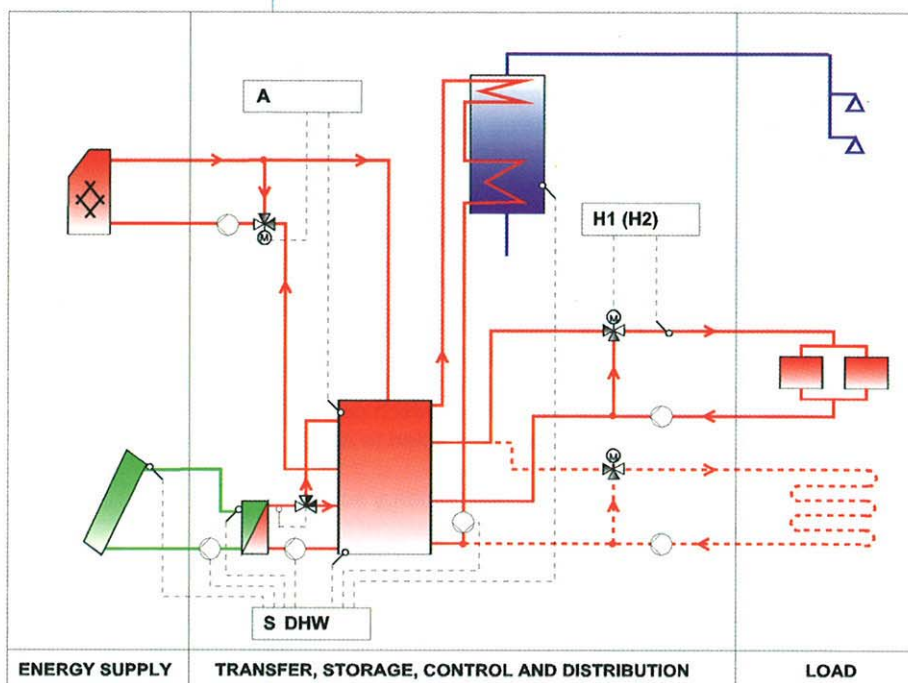 A
M
H1 (H2)
M
M
S DHW
ENERGY SUPPLY
TRANSFER, STORAGE, CONTROL AND DISTRIBUTION
LOAD